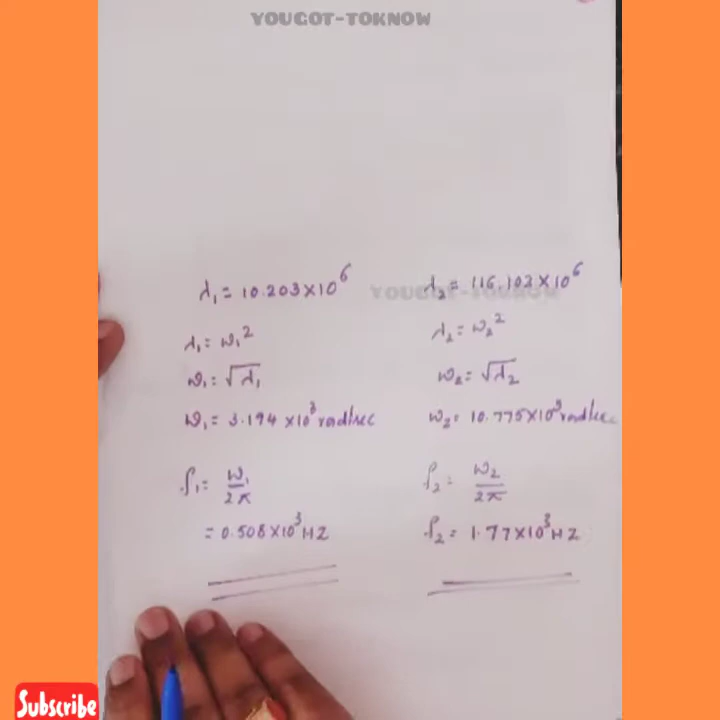 YOUGOT-TOKNOW
λ₁ = 10.203×10⁶
λ₂ = 116.102×10⁶
YOUGOT-TOKNOW
λ₁ = ω₁²
λ₂ = ω₂²
ω₁ = √λ₁
ω₂ = √λ₂
ω₁ = 3.194 ×10³ rad/sec
ω₂ = 10.775×10³ rad/sec
f₁ = ω₁/2π
f₂ = ω₂/2π
= 0.508×10³ HZ
f₂ = 1.77×10³ HZ
Subscribe